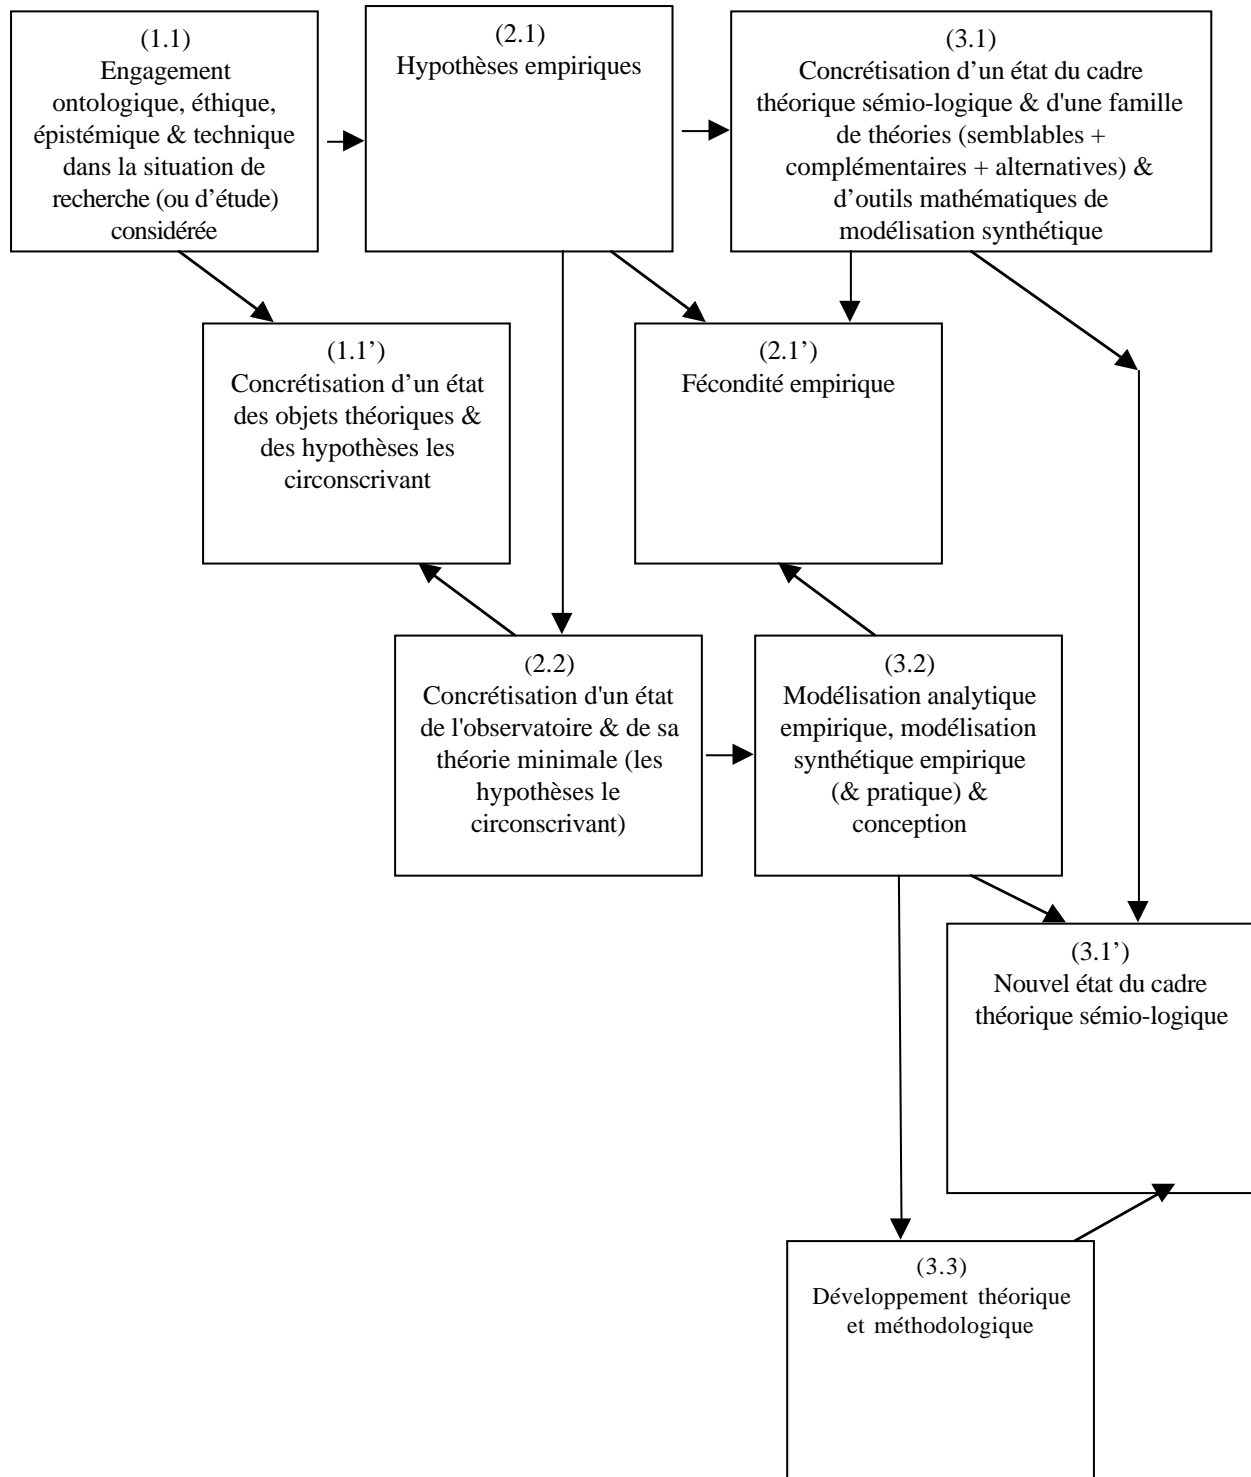 (1.1)
Engagement
ontologique, éthique,
épistémique & technique
dans la situation de
recherche (ou d’étude)
considérée
(2.1)
Hypothèses empiriques
(3.1)
Concrétisation d’un état du cadre
théorique sémio-logique & d'une famille
de théories (semblables +
complémentaires + alternatives) &
d’outils mathématiques de
modélisation synthétique
(1.1’)
Concrétisation d’un état
des objets théoriques &
des hypothèses les
circonscrivant
(2.1’)
Fécondité empirique
(2.2)
Concrétisation d'un état
de l'observatoire & de sa
théorie minimale (les
hypothèses le
circonscrivant)
(3.2)
Modélisation analytique
empirique, modélisation
synthétique empirique
(& pratique) &
conception
(3.1’)
Nouvel état du cadre
théorique sémio-logique
(3.3)
Développement théorique
et méthodologique